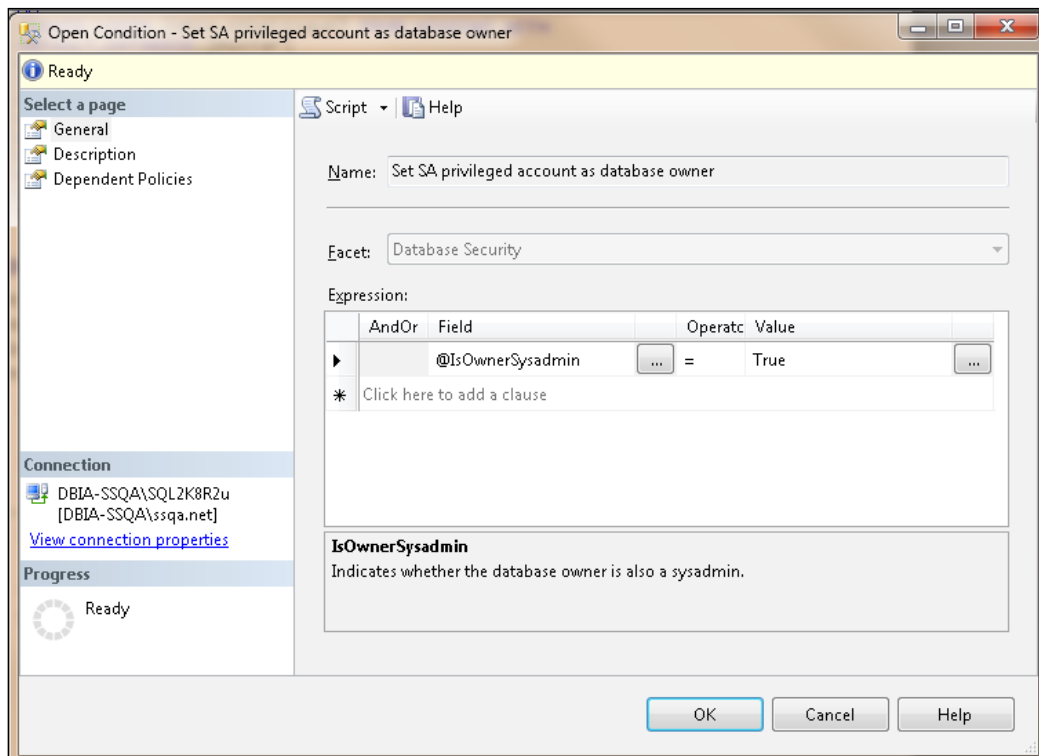 Open Condition - Set SA privileged account as database owner
Ready
Select a page
General
Description
Dependent Policies
Script
Help
Name: Set SA privileged account as database owner
Facet: Database Security
Expression:
AndOr Field Operatc Value
@IsOwnerSysadmin ... = True ...
Click here to add a clause
Connection
DBIA-SSQA\SQL2K8R2u
[DBIA-SSQA\ssqa.net]
View connection properties
IsOwnerSysadmin
Indicates whether the database owner is also a sysadmin.
Progress
Ready
OK Cancel Help